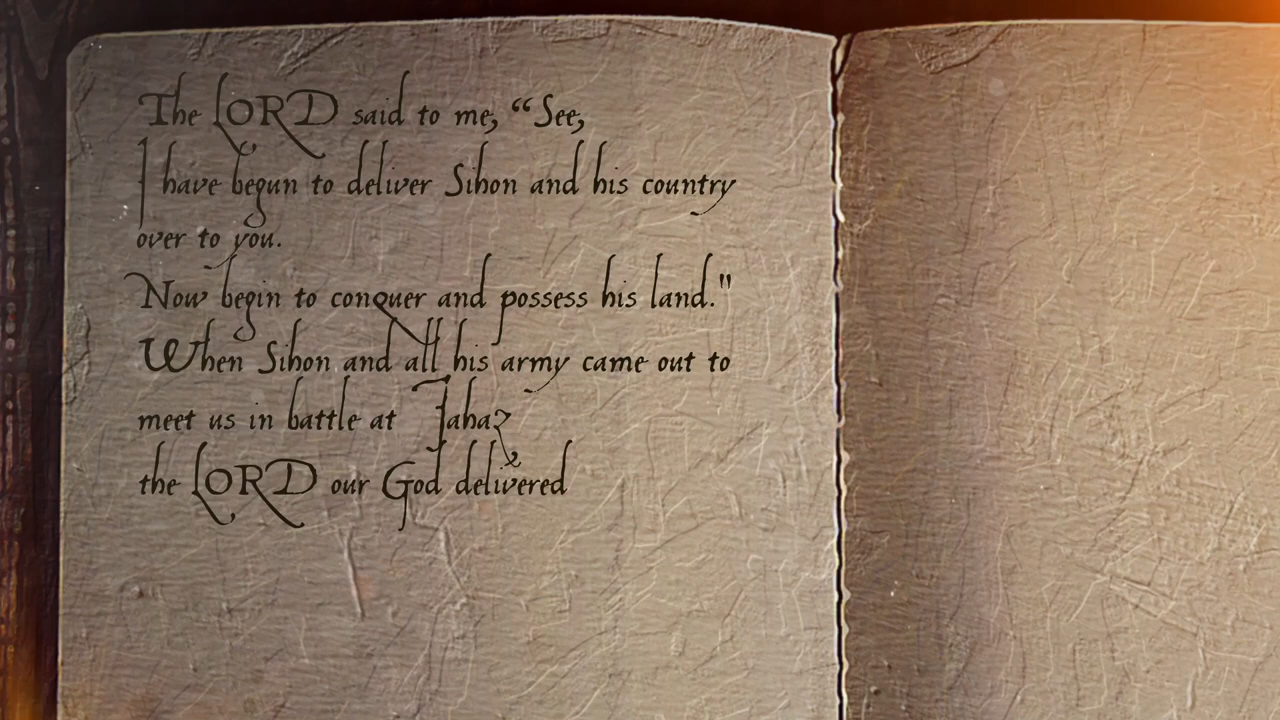 The LORD said to me, “See,
I have begun to deliver Sihon and his country
over to you.
Now begin to conquer and possess his land."
When Sihon and all his army came out to
meet us in battle at Jahaz
the LORD our God delivered